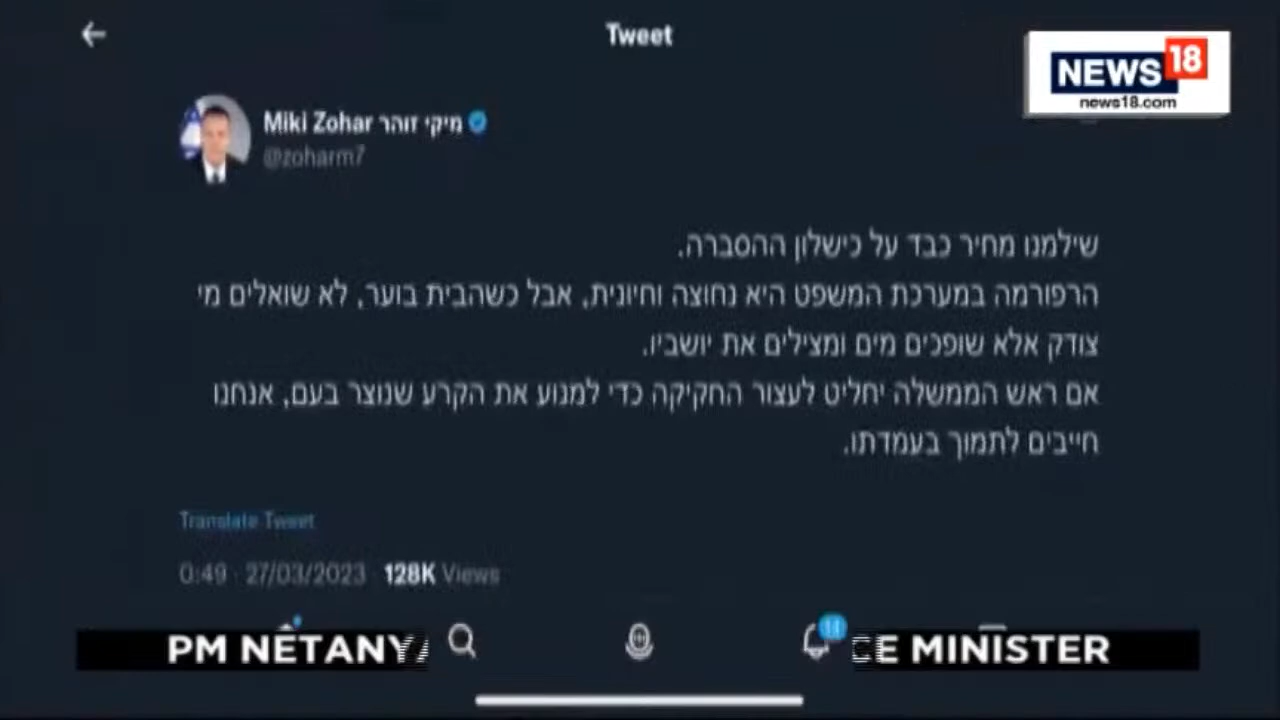 Tweet
NEWS 18
news18.com
Miki Zohar מיקי זוהר
@zoharm7
שילמנו מחיר כבד על כישלון ההסברה.
הרפורמה במערכת המשפט היא נחוצה וחיונית, אבל כשהבית בוער, לא שואלים מי
צודק אלא שופכים מים ומצילים את יושביו.
אם ראש הממשלה יחליט לעצור החקיקה כדי למנוע את הקרע שנוצר בעם, אנחנו
חייבים לתמוך בעמדתו.
Translate Tweet
0:49 · 27/03/2023 128K Views
PM NETANY MINISTER